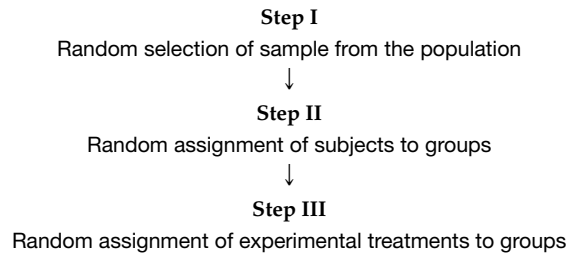 Step I
Random selection of sample from the population
↓
Step II
Random assignment of subjects to groups
↓
Step III
Random assignment of experimental treatments to groups